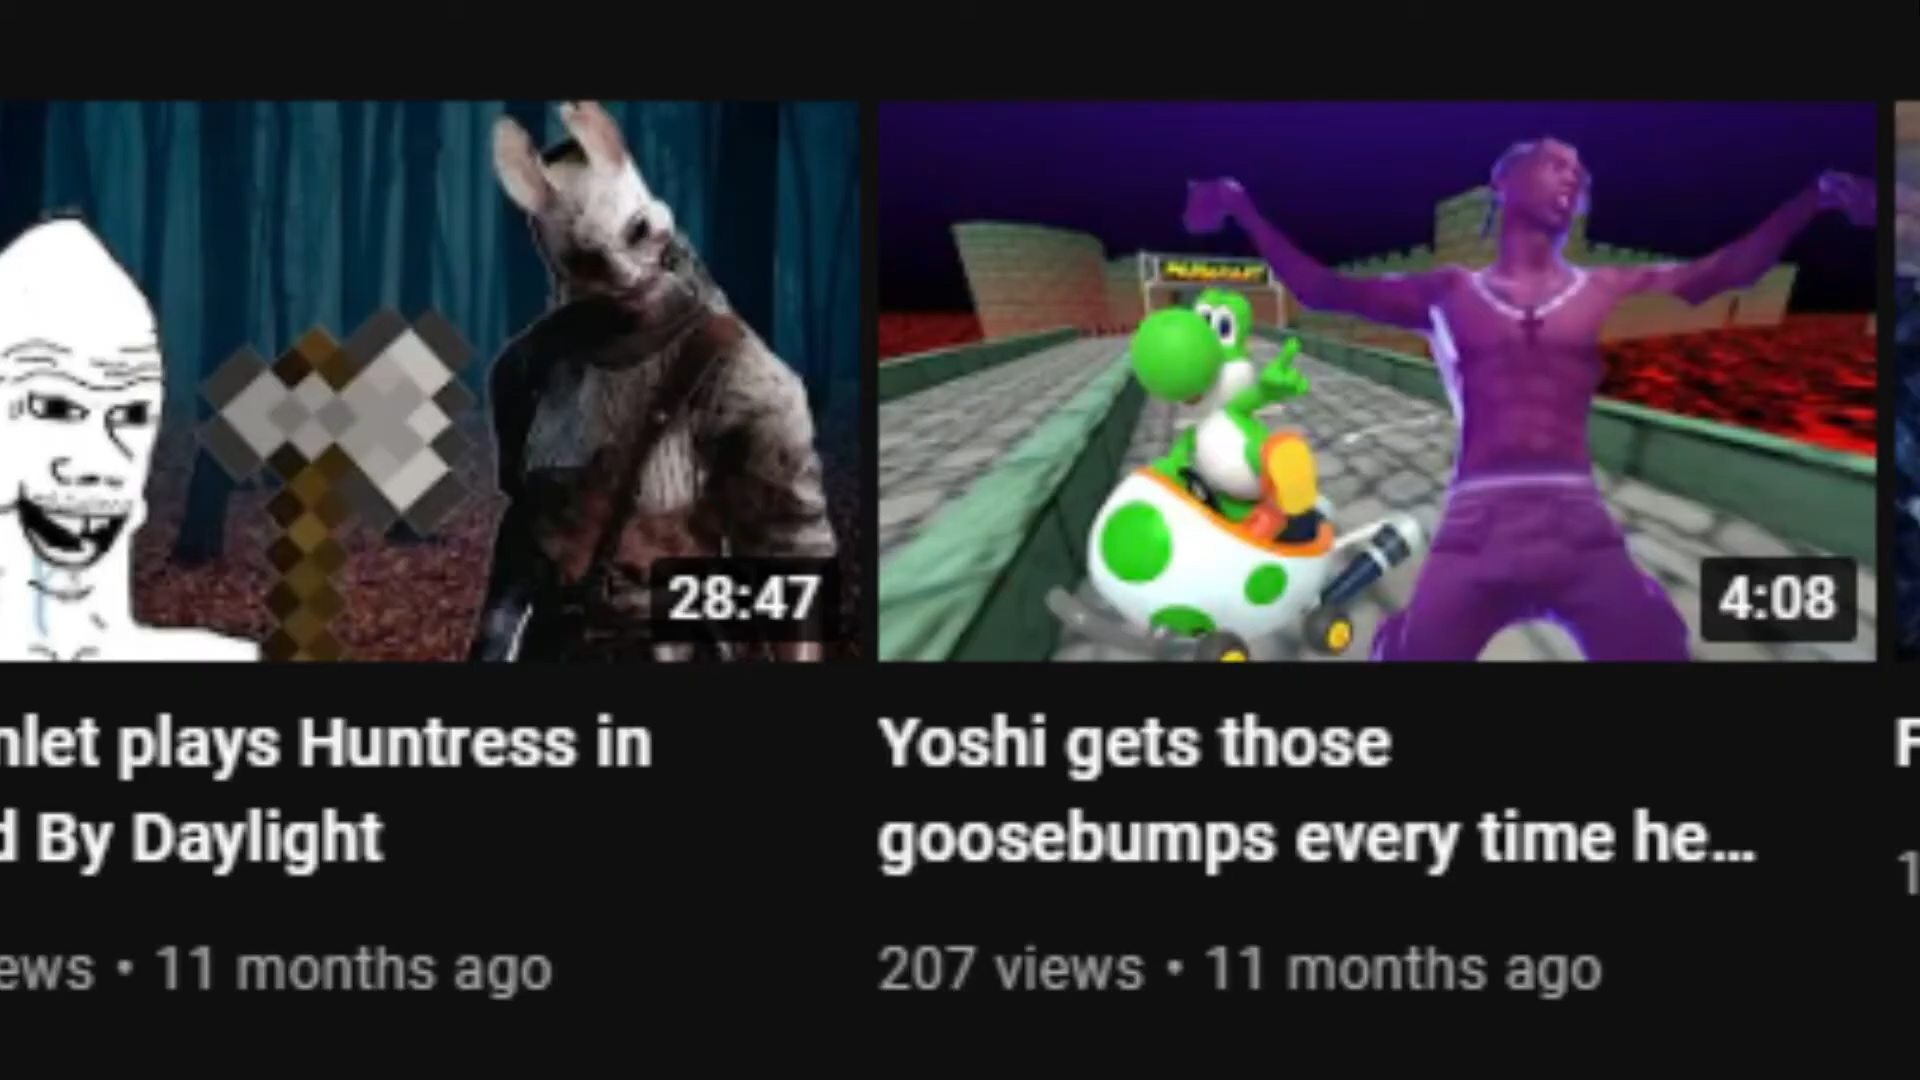 28:47
nlet plays Huntress in
d By Daylight
ews • 11 months ago
4:08
Yoshi gets those
goosebumps every time he...
207 views • 11 months ago
F
1